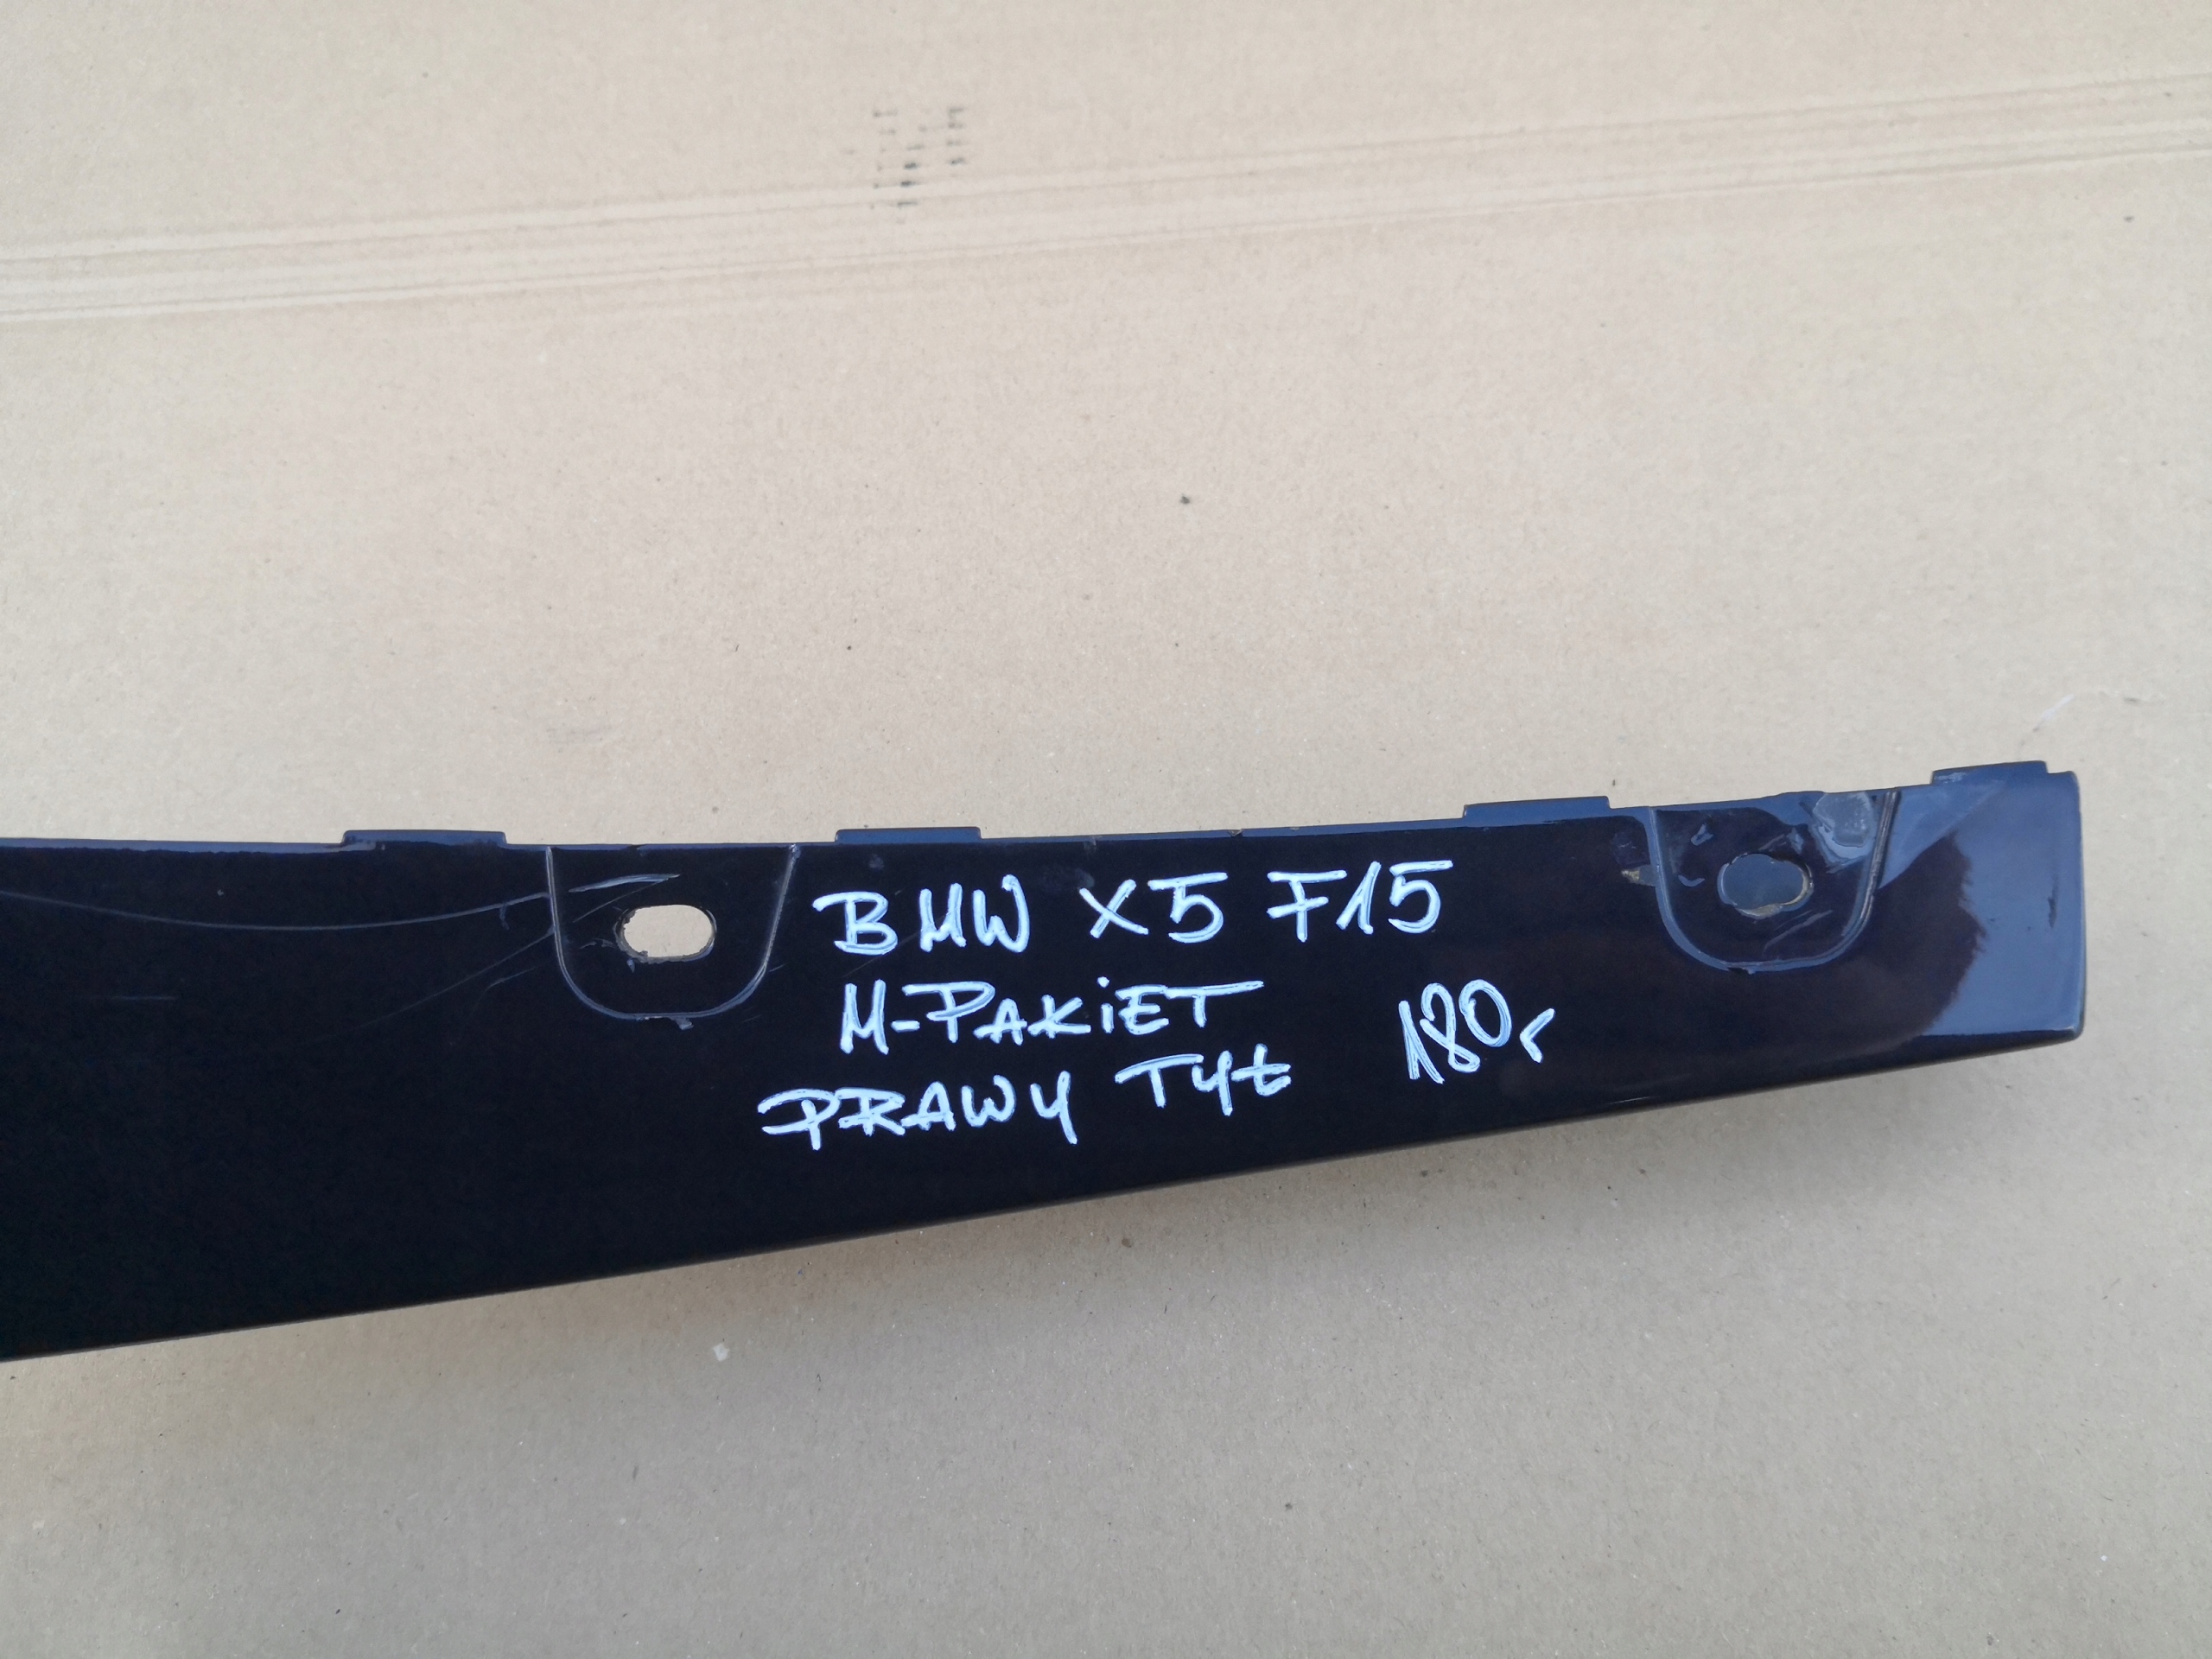 BMW X5 F15
M-PAKiET
PRAWY TYŁ 180,